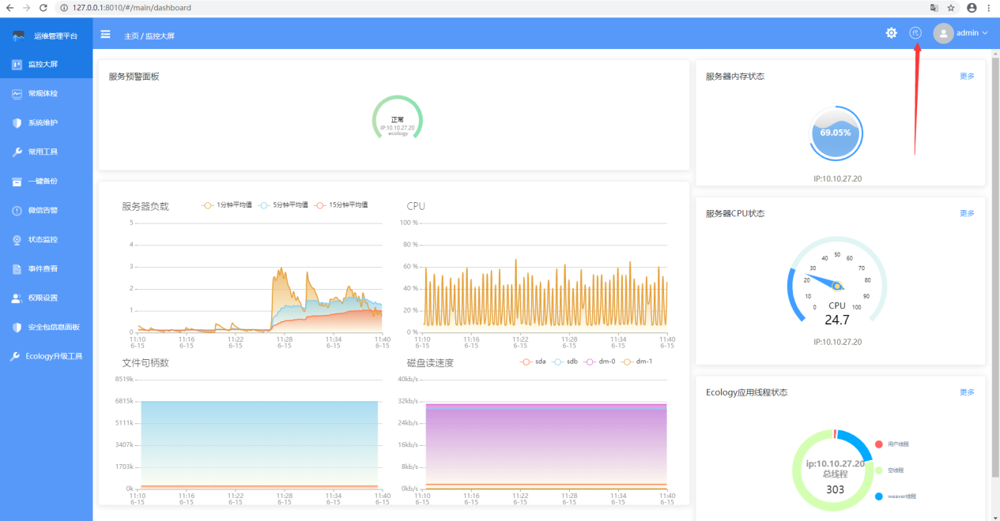 127.0.0.1:8010/#/main/dashboard
运维管理平台
主页 / 监控大屏
代
admin
监控大屏
常规体检
系统维护
常用工具
一键备份
微信告警
状态监控
事件查看
权限设置
安全包信息面板
Ecology升级工具
服务预警面板
正常
IP:10.10.27.20
ecology
服务器负载
1分钟平均值 5分钟平均值 15分钟平均值
5
4
3
2
1
0
11:10 11:16 11:22 11:28 11:34 11:40
6-15 6-15 6-15 6-15 6-15 6-15
CPU
100 %
80 %
60 %
40 %
20 %
0 %
11:10 11:16 11:22 11:28 11:34 11:40
6-15 6-15 6-15 6-15 6-15 6-15
文件句柄数
8519k
6815k
5111k
3407k
1703k
0k
11:10 11:16 11:22 11:28 11:34 11:40
6-15 6-15 6-15 6-15 6-15 6-15
磁盘读速度
sda sdb dm-0 dm-1
40kb/s
32kb/s
24kb/s
16kb/s
8kb/s
0kb/s
11:10 11:16 11:22 11:28 11:34 11:40
6-15 6-15 6-15 6-15 6-15 6-15
服务器内存状态 更多
69.05%
IP:10.10.27.20
服务器CPU状态 更多
0 10 20 30 40 50 60 70 80 90 100
CPU
24.7
IP:10.10.27.20
Ecology应用线程状态 更多
ip:10.10.27.20
总线程
303
用户线程
空线程
weaver线程